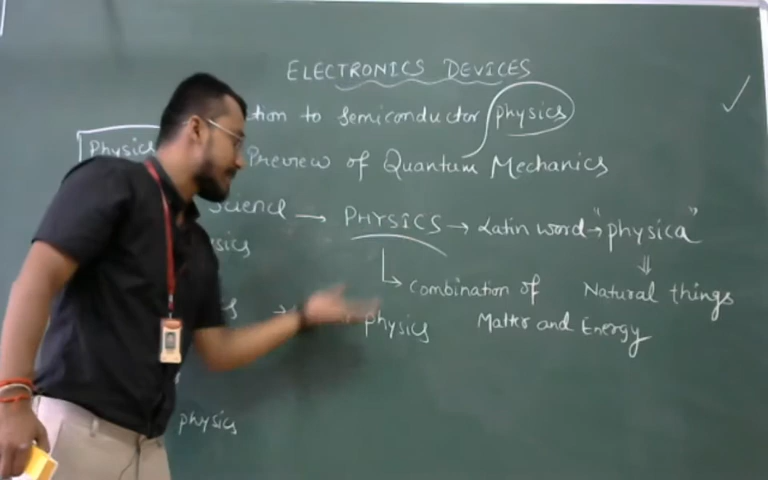 ELECTRONICS DEVICES
tion to semiconductor physics
Physics
Preview of Quantum Mechanics
Science → PHYSICS → Latin word → "physica"
sics
⇓
↳ combination of
Natural things
s → physics
Matter and Energy
physics